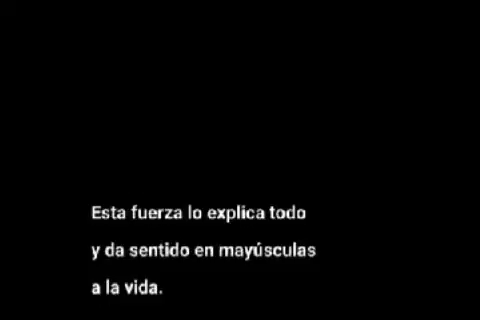 Esta fuerza lo explica todo
y da sentido en mayúsculas
a la vida.